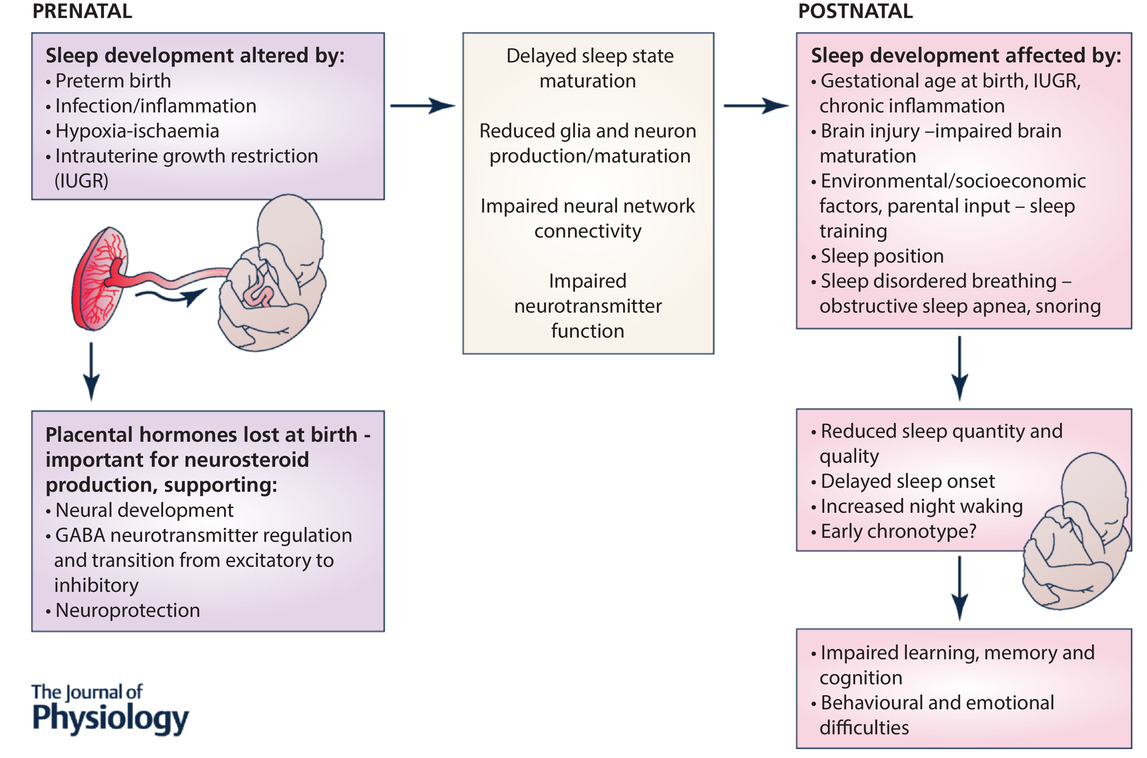 PRENATAL
Sleep development altered by:
• Preterm birth
• Infection/inflammation
• Hypoxia-ischaemia
• Intrauterine growth restriction
(IUGR)
Placental hormones lost at birth -
important for neurosteroid
production, supporting:
• Neural development
• GABA neurotransmitter regulation
and transition from excitatory to
inhibitory
• Neuroprotection
Delayed sleep state
maturation
Reduced glia and neuron
production/maturation
Impaired neural network
connectivity
Impaired
neurotransmitter
function
POSTNATAL
Sleep development affected by:
• Gestational age at birth, IUGR,
chronic inflammation
• Brain injury –impaired brain
maturation
• Environmental/socioeconomic
factors, parental input – sleep
training
• Sleep position
• Sleep disordered breathing –
obstructive sleep apnea, snoring
• Reduced sleep quantity and
quality
• Delayed sleep onset
• Increased night waking
• Early chronotype?
• Impaired learning, memory and
cognition
• Behavioural and emotional
difficulties
The Journal of
Physiology